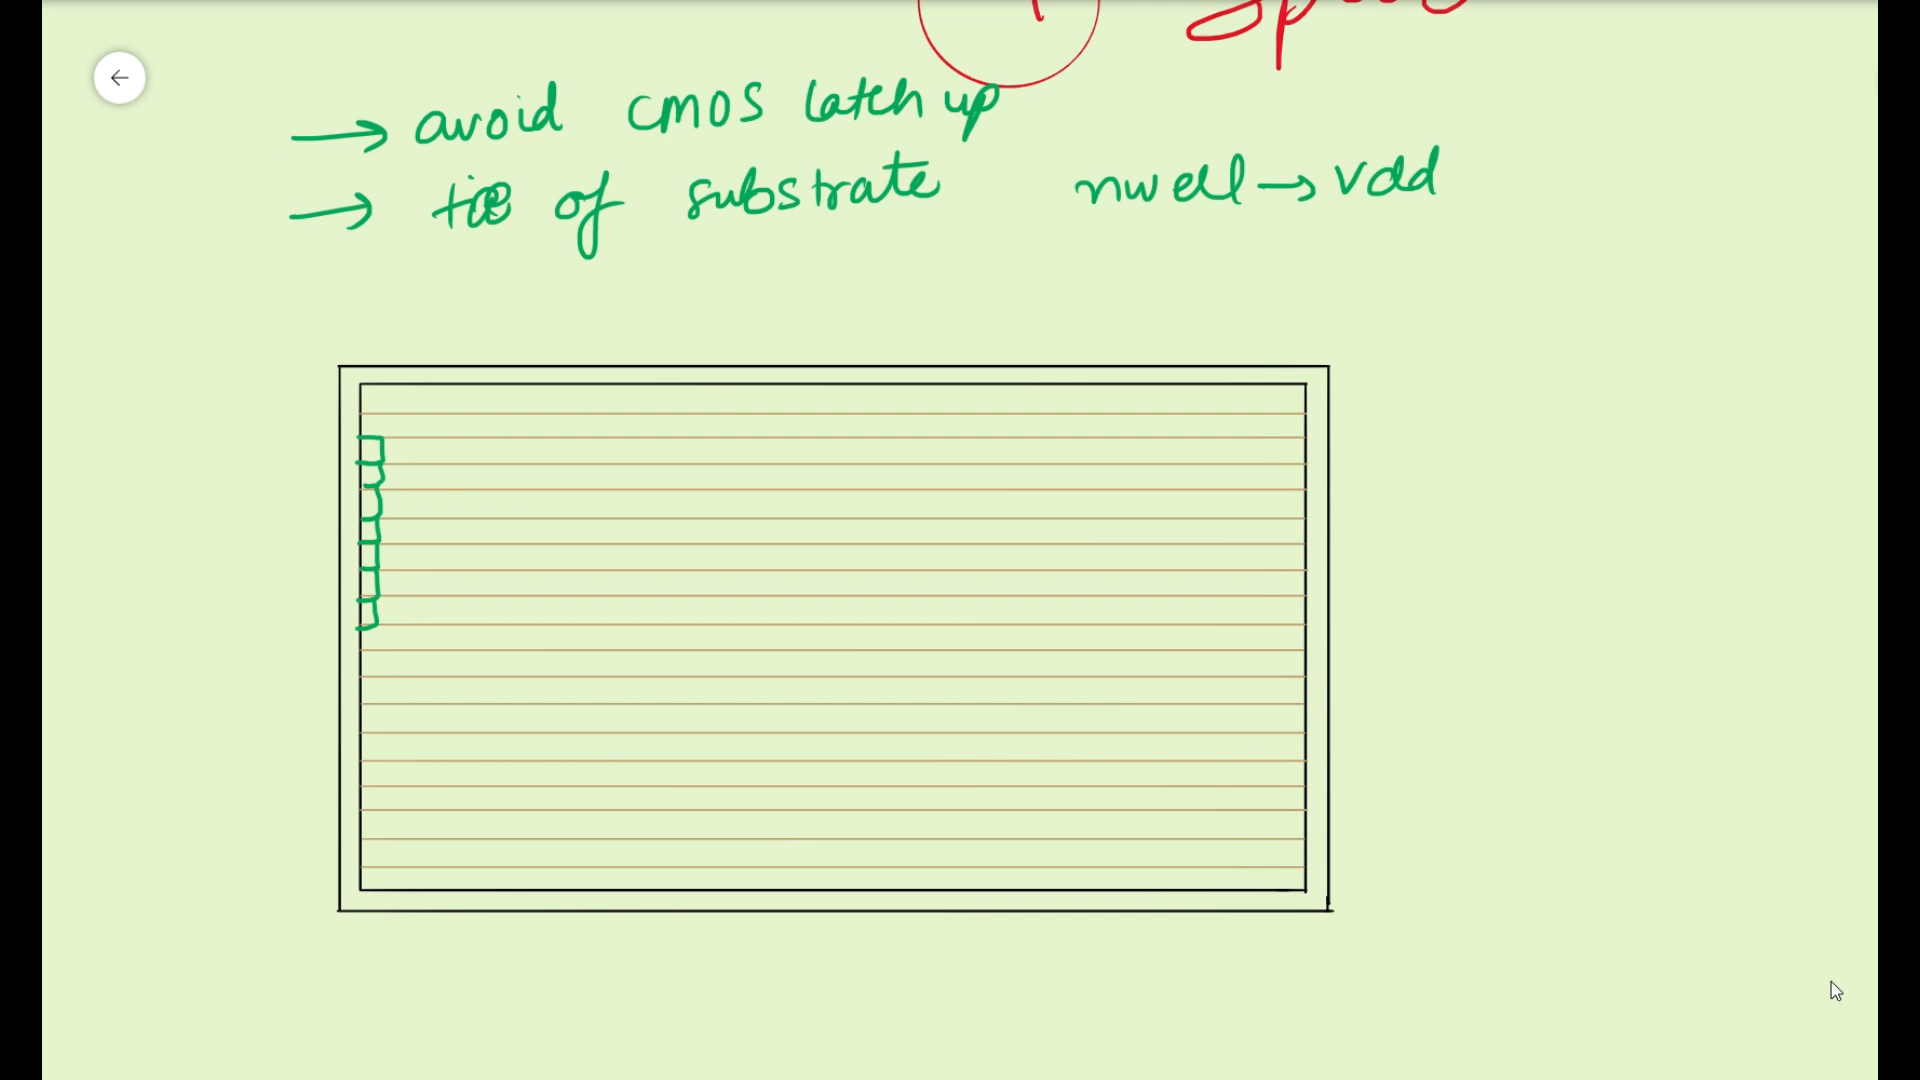 → avoid CMOS latch up
→ tie of substrate nwell → vdd